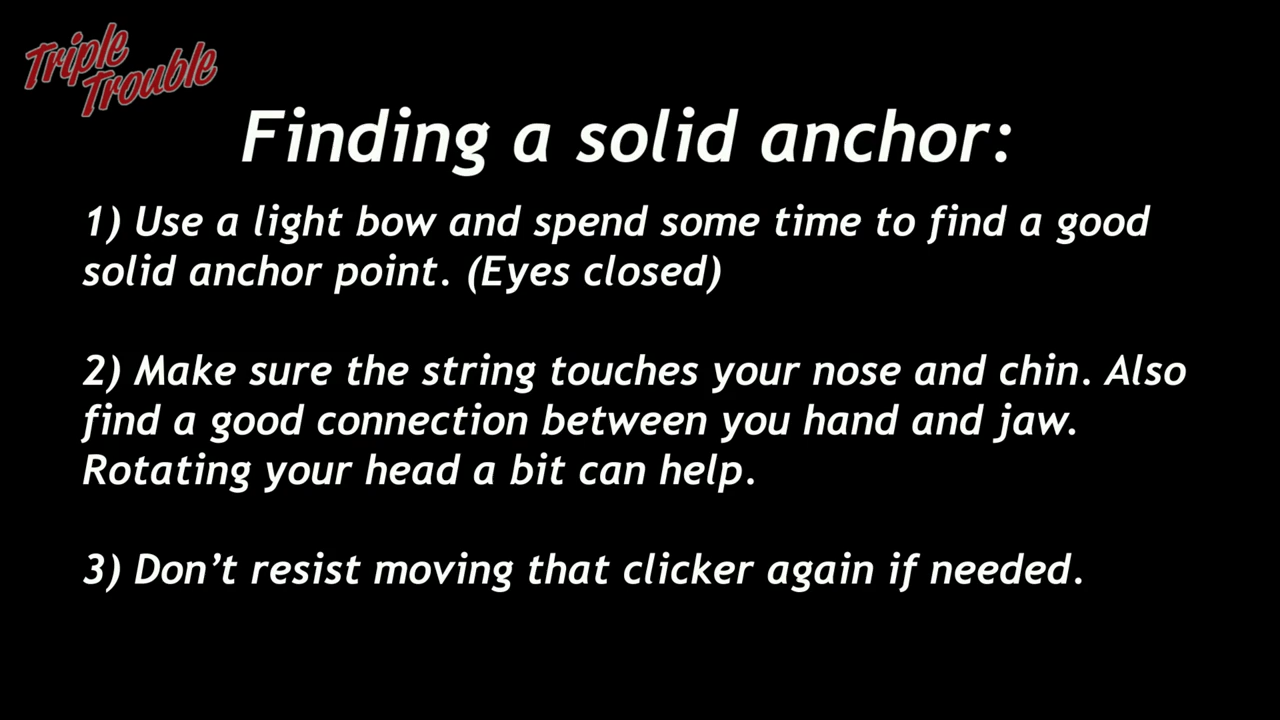 Triple
Trouble
Finding a solid anchor:
1) Use a light bow and spend some time to find a good
solid anchor point. (Eyes closed)
2) Make sure the string touches your nose and chin. Also
find a good connection between you hand and jaw.
Rotating your head a bit can help.
3) Don’t resist moving that clicker again if needed.